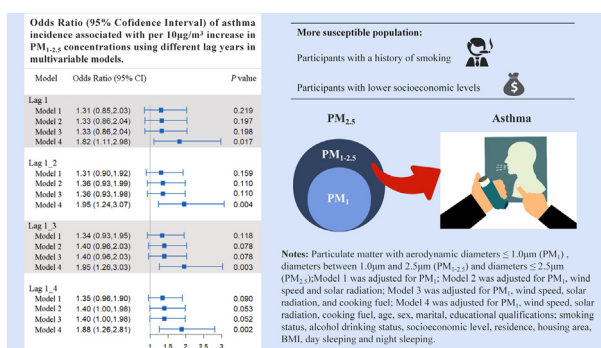 Odds Ratio (95% Cofidence Interval) of asthma
incidence associated with per 10μg/m³ increase in
PM₁₋₂.₅ concentrations using different lag years in
multivariable models.
Model Odds Ratio (95% CI) P value
Lag 1
Model 1 1.31 (0.85,2.03) 0.219
Model 2 1.33 (0.86,2.04) 0.197
Model 3 1.33 (0.86,2.04) 0.198
Model 4 1.82 (1.11,2.98) 0.017
Lag 1_2
Model 1 1.31 (0.90,1.92) 0.159
Model 2 1.36 (0.93,1.99) 0.110
Model 3 1.36 (0.93,1.98) 0.110
Model 4 1.95 (1.24,3.07) 0.004
Lag 1_3
Model 1 1.34 (0.93,1.95) 0.118
Model 2 1.40 (0.96,2.03) 0.078
Model 3 1.40 (0.96,2.03) 0.078
Model 4 1.95 (1.26,3.03) 0.003
Lag 1_4
Model 1 1.35 (0.96,1.90) 0.090
Model 2 1.40 (1.00,1.98) 0.053
Model 3 1.40 (1.00,1.98) 0.052
Model 4 1.88 (1.26,2.81) 0.002
1 1.5 2 2.5 3
More susceptible population:
Participants with a history of smoking
Participants with lower socioeconomic levels
$
PM₂.₅ Asthma
PM₁₋₂.₅
PM₁
Notes: Particulate matter with aerodynamic diameters ≤ 1.0μm (PM₁) ,
diameters between 1.0μm and 2.5μm (PM₁₋₂.₅) and diameters ≤ 2.5μm
(PM₂.₅);Model 1 was adjusted for PM₁; Model 2 was adjusted for PM₁, wind
speed and solar radiation; Model 3 was adjusted for PM₁, wind speed, solar
radiation, and cooking fuel; Model 4 was adjusted for PM₁, wind speed, solar
radiation, cooking fuel, age, sex, marital, educational qualifications; smoking
status, alcohol drinking status, socioeconomic level, residence, housing area,
BMI, day sleeping and night sleeping.